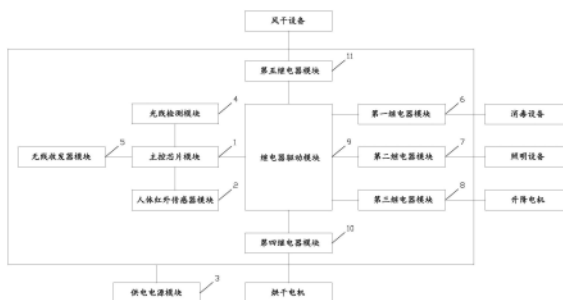 风干设备
11
第五继电器模块
4
6
光线检测模块
第一继电器模块
消毒设备
5
1
9
7
无线收发器模块
主控芯片模块
继电器驱动模块
第二继电器模块
照明设备
2
8
人体红外传感器模块
第三继电器模块
升降电机
10
第四继电器模块
3
供电电源模块
烘干电机